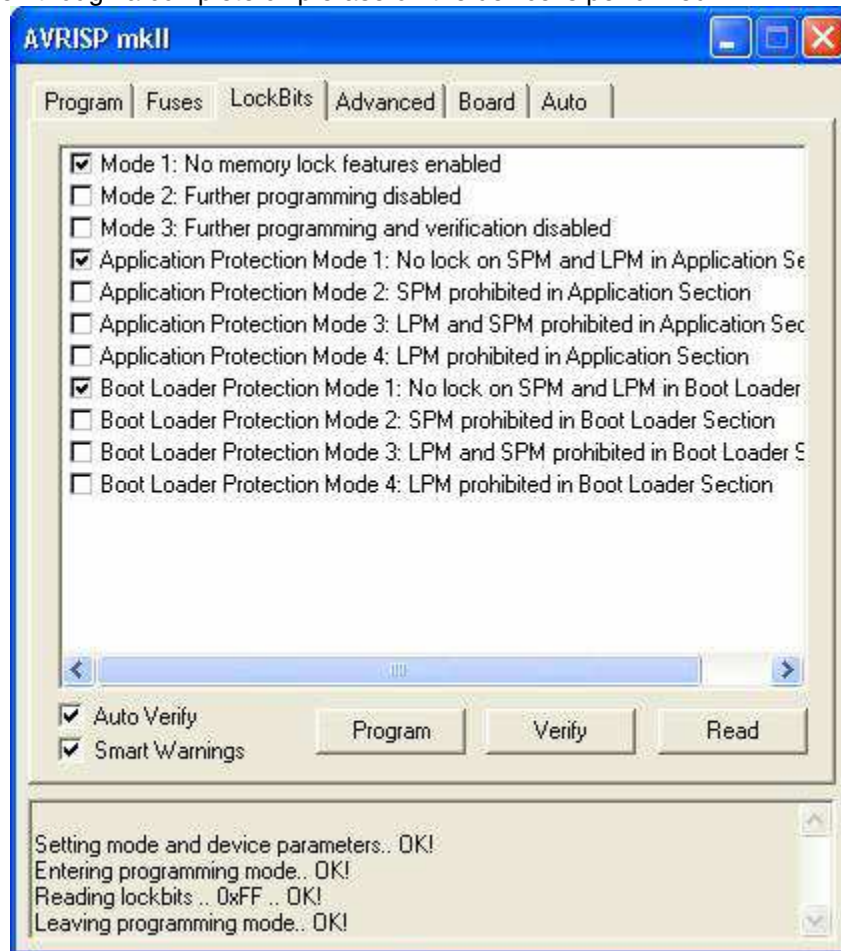 AVRISP mkII
Program Fuses LockBits Advanced Board Auto
Mode 1: No memory lock features enabled
Mode 2: Further programming disabled
Mode 3: Further programming and verification disabled
Application Protection Mode 1: No lock on SPM and LPM in Application Se
Application Protection Mode 2: SPM prohibited in Application Section
Application Protection Mode 3: LPM and SPM prohibited in Application Sec
Application Protection Mode 4: LPM prohibited in Application Section
Boot Loader Protection Mode 1: No lock on SPM and LPM in Boot Loader
Boot Loader Protection Mode 2: SPM prohibited in Boot Loader Section
Boot Loader Protection Mode 3: LPM and SPM prohibited in Boot Loader S
Boot Loader Protection Mode 4: LPM prohibited in Boot Loader Section
Auto Verify
Smart Warnings
Program Verify Read
Setting mode and device parameters.. OK!
Entering programming mode.. OK!
Reading lockbits .. 0xFF .. OK!
Leaving programming mode.. OK!